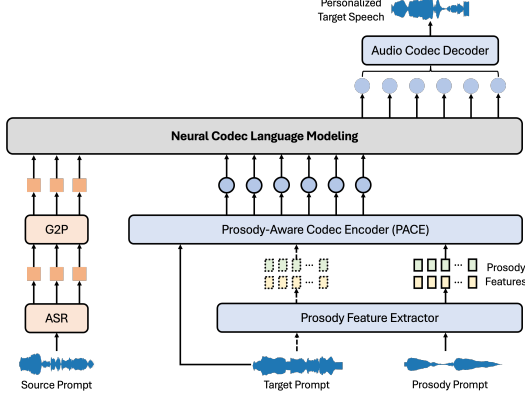 Personalized
Target Speech
Audio Codec Decoder
Neural Codec Language Modeling
G2P
Prosody-Aware Codec Encoder (PACE)
...
...
Prosody
Features
...
...
ASR
Prosody Feature Extractor
Source Prompt
Target Prompt
Prosody Prompt